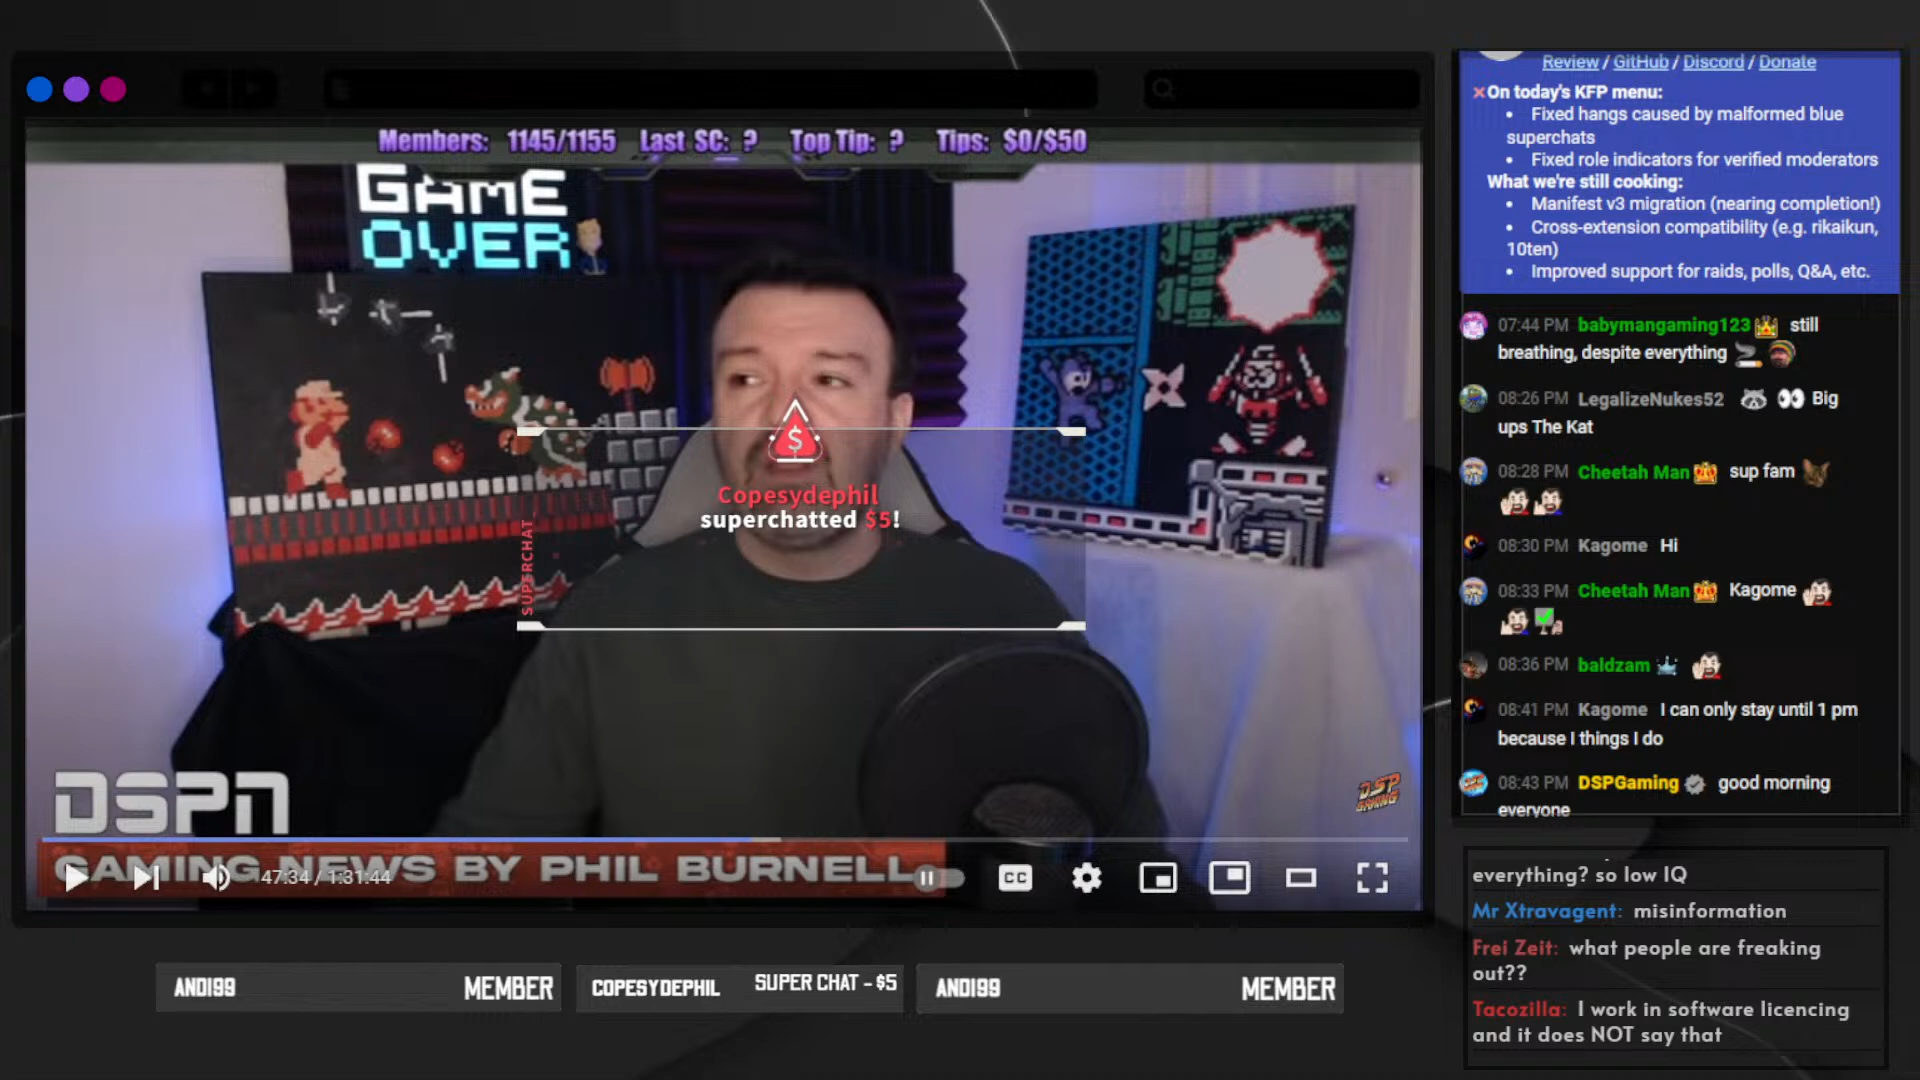 Members: 1145/1155 Last SC: ? Top Tip: ? Tips: $0/$50
GAME
OVER
Copesydephil
superchatted $5!
SUPERCHAT
DSPN
DSP
GAMING
GAMING NEWS BY PHIL BURNELL
47:34 / 1:31:44
CC
ANDI99 MEMBER
COPESYDEPHIL SUPER CHAT - $5
ANDI99 MEMBER
Review / GitHub / Discord / Donate
On today's KFP menu:
• Fixed hangs caused by malformed blue
superchats
• Fixed role indicators for verified moderators
What we're still cooking:
• Manifest v3 migration (nearing completion!)
• Cross-extension compatibility (e.g. rikaikun,
10ten)
• Improved support for raids, polls, Q&A, etc.
07:44 PM babymangaming123 still
breathing, despite everything
08:26 PM LegalizeNukes52 Big
ups The Kat
08:28 PM Cheetah Man sup fam
08:30 PM Kagome Hi
08:33 PM Cheetah Man Kagome
08:36 PM baldzam
08:41 PM Kagome I can only stay until 1 pm
because I things I do
08:43 PM DSPGaming good morning
everyone
everything? so low IQ
Mr Xtravagent: misinformation
Frei Zeit: what people are freaking
out??
Tacozilla: I work in software licencing
and it does NOT say that